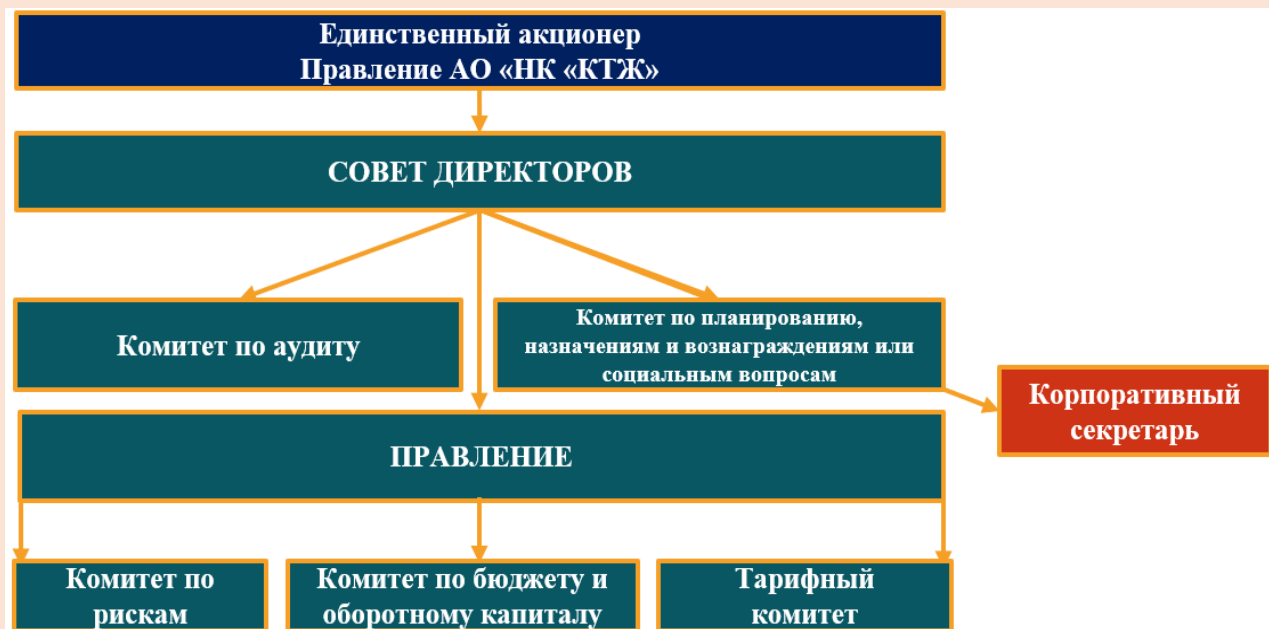 Единственный акционер
Правление АО «НК «КТЖ»
СОВЕТ ДИРЕКТОРОВ
Комитет по аудиту
Комитет по планированию,
назначениям и вознаграждениям или
социальным вопросам
Корпоративный
секретарь
ПРАВЛЕНИЕ
Комитет по
рискам
Комитет по бюджету и
оборотному капиталу
Тарифный
комитет